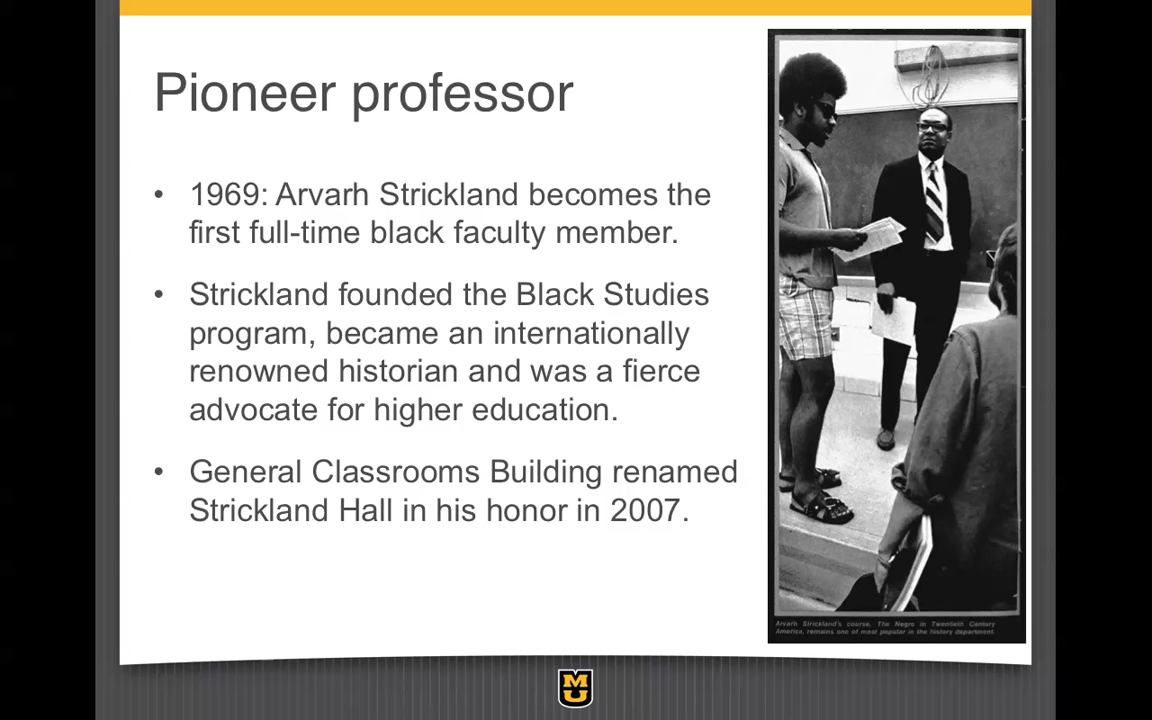 Pioneer professor
• 1969: Arvarh Strickland becomes the
first full-time black faculty member.
• Strickland founded the Black Studies
program, became an internationally
renowned historian and was a fierce
advocate for higher education.
• General Classrooms Building renamed
Strickland Hall in his honor in 2007.
Arvarh Strickland's course, The Negro in Twentieth Century
America, remains one of most popular in the history department.
MU